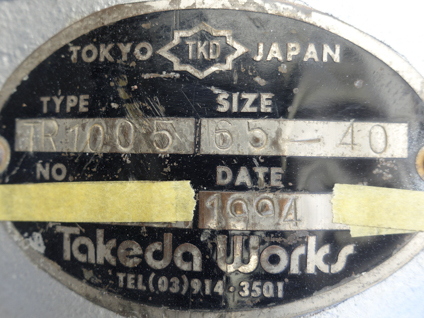 TOKYO TKD JAPAN
TYPE SIZE
TR1005 65-40
NO. DATE
1994
Takeda Works
TEL(03)914-3501